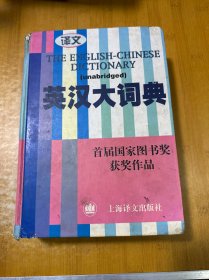 译文
THE ENGLISH-CHINESE
DICTIONARY
(unabridged)
英汉大词典
首届国家图书奖
获奖作品
上海译文出版社